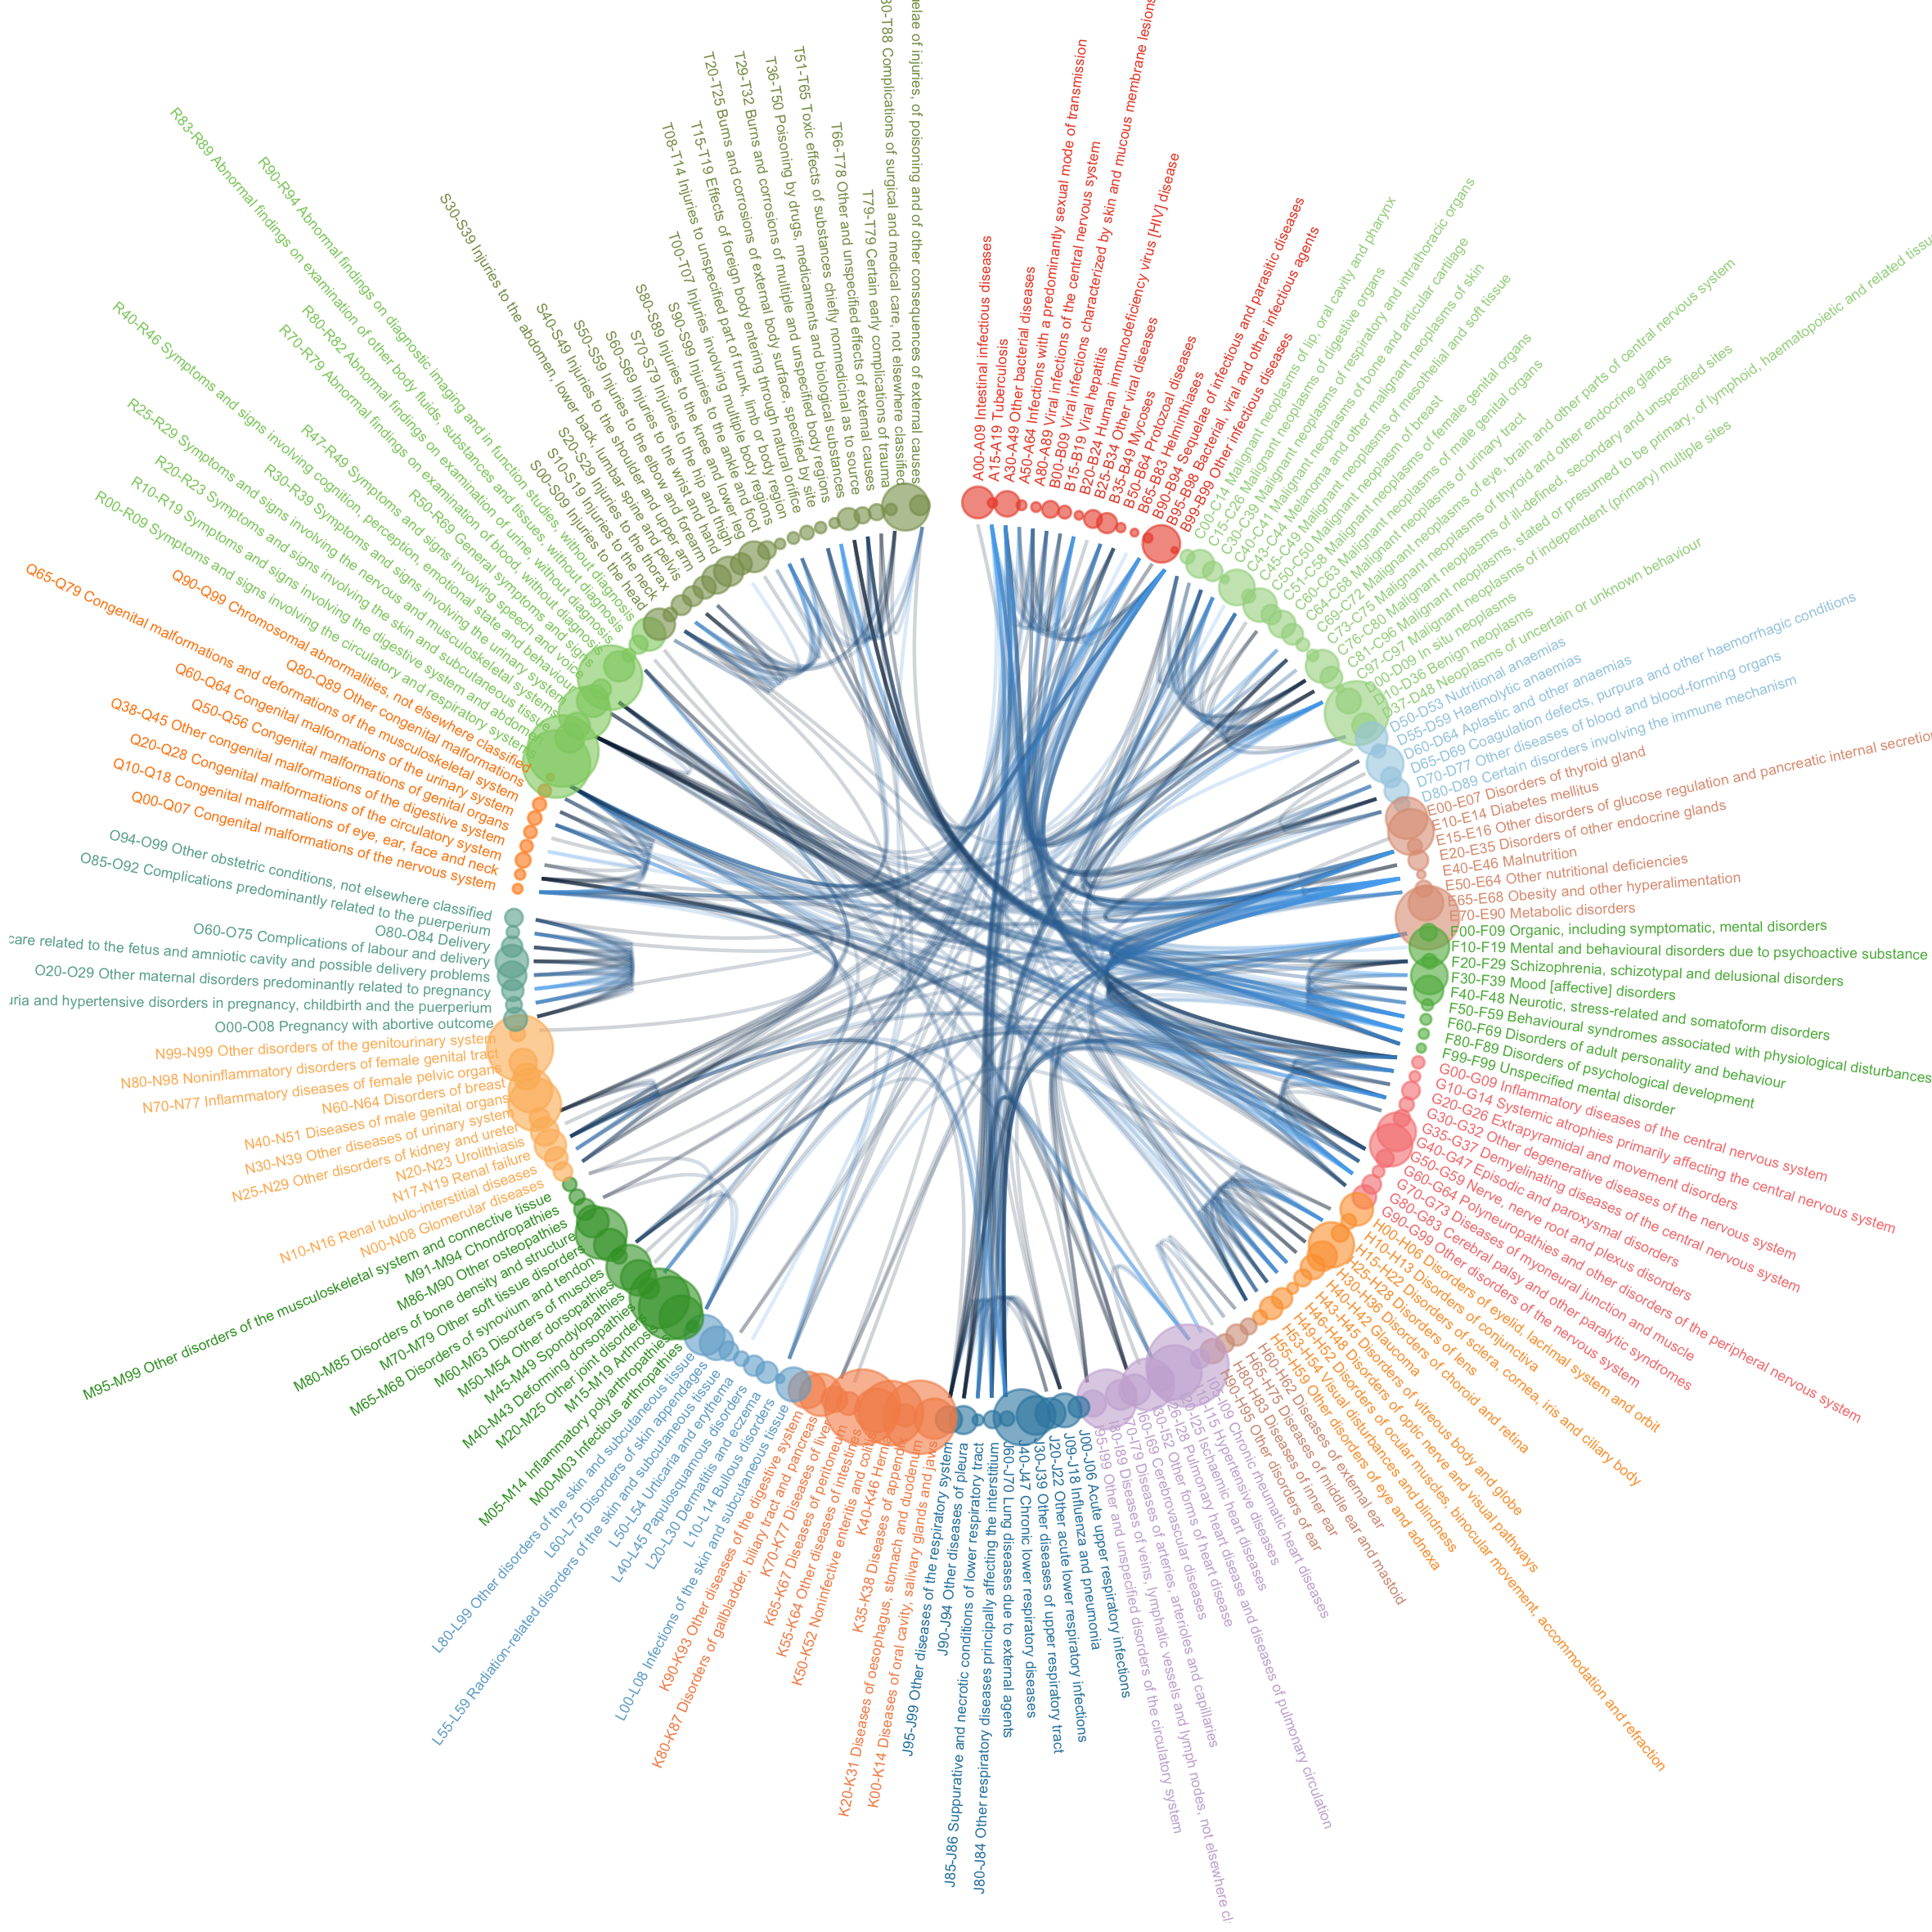 A00-A09 Intestinal infectious diseases
A15-A19 Tuberculosis
A30-A49 Other bacterial diseases
A50-A64 Infections with a predominantly sexual mode of transmission
A80-A89 Viral infections of the central nervous system
B00-B09 Viral infections characterized by skin and mucous membrane lesions
B15-B19 Viral hepatitis
B20-B24 Human immunodeficiency virus [HIV] disease
B25-B34 Other viral diseases
B35-B49 Mycoses
B50-B64 Protozoal diseases
B65-B83 Helminthiases
B90-B94 Sequelae of infectious and parasitic diseases
B95-B98 Bacterial, viral and other infectious agents
B99-B99 Other infectious diseases
C00-C14 Malignant neoplasms of lip, oral cavity and pharynx
C15-C26 Malignant neoplasms of digestive organs
C30-C39 Malignant neoplasms of respiratory and intrathoracic organs
C40-C41 Malignant neoplasms of bone and articular cartilage
C43-C44 Melanoma and other malignant neoplasms of skin
C45-C49 Malignant neoplasms of mesothelial and soft tissue
C50-C50 Malignant neoplasm of breast
C51-C58 Malignant neoplasms of female genital organs
C60-C63 Malignant neoplasms of male genital organs
C64-C68 Malignant neoplasms of urinary tract
C69-C72 Malignant neoplasms of eye, brain and other parts of central nervous system
C73-C75 Malignant neoplasms of thyroid and other endocrine glands
C76-C80 Malignant neoplasms of ill-defined, secondary and unspecified sites
C81-C96 Malignant neoplasms, stated or presumed to be primary, of lymphoid, haematopoietic and related tissu
C97-C97 Malignant neoplasms of independent (primary) multiple sites
D00-D09 In situ neoplasms
D10-D36 Benign neoplasms
D37-D48 Neoplasms of uncertain or unknown behaviour
D50-D53 Nutritional anaemias
D55-D59 Haemolytic anaemias
D60-D64 Aplastic and other anaemias
D65-D69 Coagulation defects, purpura and other haemorrhagic conditions
D70-D77 Other diseases of blood and blood-forming organs
D80-D89 Certain disorders involving the immune mechanism
E00-E07 Disorders of thyroid gland
E10-E14 Diabetes mellitus
E15-E16 Other disorders of glucose regulation and pancreatic internal secretion
E20-E35 Disorders of other endocrine glands
E40-E46 Malnutrition
E50-E64 Other nutritional deficiencies
E65-E68 Obesity and other hyperalimentation
E70-E90 Metabolic disorders
F00-F09 Organic, including symptomatic, mental disorders
F10-F19 Mental and behavioural disorders due to psychoactive substance
F20-F29 Schizophrenia, schizotypal and delusional disorders
F30-F39 Mood [affective] disorders
F40-F48 Neurotic, stress-related and somatoform disorders
F50-F59 Behavioural syndromes associated with physiological disturbances
F60-F69 Disorders of adult personality and behaviour
F80-F89 Disorders of psychological development
F99-F99 Unspecified mental disorder
G00-G09 Inflammatory diseases of the central nervous system
G10-G14 Systemic atrophies primarily affecting the central nervous system
G20-G26 Extrapyramidal and movement disorders
G30-G32 Other degenerative diseases of the nervous system
G35-G37 Demyelinating diseases of the central nervous system
G40-G47 Episodic and paroxysmal disorders
G50-G59 Nerve, nerve root and plexus disorders
G60-G64 Polyneuropathies and other disorders of the peripheral nervous system
G70-G73 Diseases of myoneural junction and muscle
G80-G83 Cerebral palsy and other paralytic syndromes
G90-G99 Other disorders of the nervous system
H00-H06 Disorders of eyelid, lacrimal system and orbit
H10-H13 Disorders of conjunctiva
H15-H22 Disorders of sclera, cornea, iris and ciliary body
H25-H28 Disorders of lens
H30-H36 Disorders of choroid and retina
H40-H42 Glaucoma
H43-H45 Disorders of vitreous body and globe
H46-H48 Disorders of optic nerve and visual pathways
H49-H52 Disorders of ocular muscles, binocular movement, accommodation and refraction
H53-H54 Visual disturbances and blindness
H55-H59 Other disorders of eye and adnexa
H60-H62 Diseases of external ear
H65-H75 Diseases of middle ear and mastoid
H80-H83 Diseases of inner ear
H90-H95 Other disorders of ear
I05-I09 Chronic rheumatic heart diseases
I10-I15 Hypertensive diseases
I20-I25 Ischaemic heart diseases
I26-I28 Pulmonary heart disease and diseases of pulmonary circulation
I30-I52 Other forms of heart disease
I60-I69 Cerebrovascular diseases
I70-I79 Diseases of arteries, arterioles and capillaries
I80-I89 Diseases of veins, lymphatic vessels and lymph nodes, not elsewhere cl
I95-I99 Other and unspecified disorders of the circulatory system
J00-J06 Acute upper respiratory infections
J09-J18 Influenza and pneumonia
J20-J22 Other acute lower respiratory infections
J30-J39 Other diseases of upper respiratory tract
J40-J47 Chronic lower respiratory diseases
J60-J70 Lung diseases due to external agents
J80-J84 Other respiratory diseases principally affecting the interstitium
J85-J86 Suppurative and necrotic conditions of lower respiratory tract
J90-J94 Other diseases of pleura
J95-J99 Other diseases of the respiratory system
K00-K14 Diseases of oral cavity, salivary glands and jaws
K20-K31 Diseases of oesophagus, stomach and duodenum
K35-K38 Diseases of appendix
K40-K46 Hernia
K50-K52 Noninfective enteritis and colitis
K55-K64 Other diseases of intestines
K65-K67 Diseases of peritoneum
K70-K77 Diseases of liver
K80-K87 Disorders of gallbladder, biliary tract and pancreas
K90-K93 Other diseases of the digestive system
L00-L08 Infections of the skin and subcutaneous tissue
L10-L14 Bullous disorders
L20-L30 Dermatitis and eczema
L40-L45 Papulosquamous disorders
L50-L54 Urticaria and erythema
L55-L59 Radiation-related disorders of the skin and subcutaneous tissue
L60-L75 Disorders of skin appendages
L80-L99 Other disorders of the skin and subcutaneous tissue
M00-M03 Infectious arthropathies
M05-M14 Inflammatory polyarthropathies
M15-M19 Arthrosis
M20-M25 Other joint disorders
M40-M43 Deforming dorsopathies
M45-M49 Spondylopathies
M50-M54 Other dorsopathies
M60-M63 Disorders of muscles
M65-M68 Disorders of synovium and tendon
M70-M79 Other soft tissue disorders
M80-M85 Disorders of bone density and structure
M86-M90 Other osteopathies
M91-M94 Chondropathies
M95-M99 Other disorders of the musculoskeletal system and connective tissue
N00-N08 Glomerular diseases
N10-N16 Renal tubulo-interstitial diseases
N17-N19 Renal failure
N20-N23 Urolithiasis
N25-N29 Other disorders of kidney and ureter
N30-N39 Other diseases of urinary system
N40-N51 Diseases of male genital organs
N60-N64 Disorders of breast
N70-N77 Inflammatory diseases of female pelvic organs
N80-N98 Noninflammatory disorders of female genital tract
N99-N99 Other disorders of the genitourinary system
O00-O08 Pregnancy with abortive outcome
uria and hypertensive disorders in pregnancy, childbirth and the puerperium
O20-O29 Other maternal disorders predominantly related to pregnancy
care related to the fetus and amniotic cavity and possible delivery problems
O60-O75 Complications of labour and delivery
O80-O84 Delivery
O85-O92 Complications predominantly related to the puerperium
O94-O99 Other obstetric conditions, not elsewhere classified
Q00-Q07 Congenital malformations of the nervous system
Q10-Q18 Congenital malformations of eye, ear, face and neck
Q20-Q28 Congenital malformations of the circulatory system
Q38-Q45 Other congenital malformations of the digestive system
Q50-Q56 Congenital malformations of genital organs
Q60-Q64 Congenital malformations of the urinary system
Q65-Q79 Congenital malformations and deformations of the musculoskeletal system
Q80-Q89 Other congenital malformations
Q90-Q99 Chromosomal abnormalities, not elsewhere classified
R00-R09 Symptoms and signs involving the circulatory and respiratory systems
R10-R19 Symptoms and signs involving the digestive system and abdomen
R20-R23 Symptoms and signs involving the skin and subcutaneous tissue
R25-R29 Symptoms and signs involving the nervous and musculoskeletal systems
R30-R39 Symptoms and signs involving the urinary system
R40-R46 Symptoms and signs involving cognition, perception, emotional state and behaviour
R47-R49 Symptoms and signs involving speech and voice
R50-R69 General symptoms and signs
R70-R79 Abnormal findings on examination of blood, without diagnosis
R80-R82 Abnormal findings on examination of urine, without diagnosis
R83-R89 Abnormal findings on examination of other body fluids, substances and tissues, without diagnosis
R90-R94 Abnormal findings on diagnostic imaging and in function studies, without diagnosis
S00-S09 Injuries to the head
S10-S19 Injuries to the neck
S20-S29 Injuries to the thorax
S30-S39 Injuries to the abdomen, lower back, lumbar spine and pelvis
S40-S49 Injuries to the shoulder and upper arm
S50-S59 Injuries to the elbow and forearm
S60-S69 Injuries to the wrist and hand
S70-S79 Injuries to the hip and thigh
S80-S89 Injuries to the knee and lower leg
S90-S99 Injuries to the ankle and foot
T00-T07 Injuries involving multiple body regions
T08-T14 Injuries to unspecified part of trunk, limb or body region
T15-T19 Effects of foreign body entering through natural orifice
T20-T25 Burns and corrosions of external body surface, specified by site
T29-T32 Burns and corrosions of multiple and unspecified body regions
T36-T50 Poisoning by drugs, medicaments and biological substances
T51-T65 Toxic effects of substances chiefly nonmedicinal as to source
T66-T78 Other and unspecified effects of external causes
T79-T79 Certain early complications of trauma
80-T88 Complications of surgical and medical care, not elsewhere classified
elae of injuries, of poisoning and of other consequences of external causes